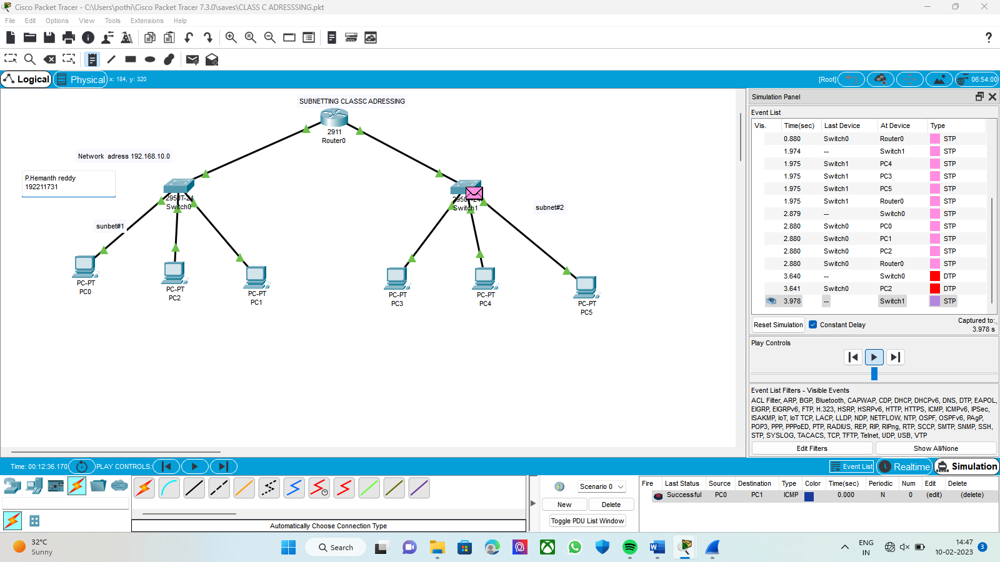 Cisco Packet Tracer - C:\Users\pothi\Cisco Packet Tracer 7.3.0\saves\CLASS C ADRESSSING.pkt
File Edit Options View Tools Extensions Help
Logical Physical x: 184, y: 320 [Root] 06:54:00
SUBNETTING CLASSC ADRESSING
2911
Router0
Network adress 192.168.10.0
P.Hemanth reddy
192211731
2950T-24
Switch0
2950T-24
Switch1
subnet#2
sunbet#1
PC-PT
PC0
PC-PT
PC2
PC-PT
PC1
PC-PT
PC3
PC-PT
PC4
PC-PT
PC5
Simulation Panel
Event List
Vis. Time(sec) Last Device At Device Type
0.880 Switch0 Router0 STP
1.974 -- Switch1 STP
1.975 Switch1 PC4 STP
1.975 Switch1 PC3 STP
1.975 Switch1 PC5 STP
1.975 Switch1 Router0 STP
2.879 -- Switch0 STP
2.880 Switch0 PC0 STP
2.880 Switch0 PC1 STP
2.880 Switch0 PC2 STP
2.880 Switch0 Router0 STP
3.640 -- Switch0 DTP
3.641 Switch0 PC2 DTP
3.978 -- Switch1 STP
Reset Simulation Constant Delay Captured to:
3.978 s
Play Controls
Event List Filters - Visible Events
ACL Filter, ARP, BGP, Bluetooth, CAPWAP, CDP, DHCP, DHCPv6, DNS, DTP, EAPOL,
EIGRP, EIGRPv6, FTP, H.323, HSRP, HSRPv6, HTTP, HTTPS, ICMP, ICMPv6, IPSec,
ISAKMP, IoT, IoT TCP, LACP, LLDP, NDP, NETFLOW, NTP, OSPF, OSPFv6, PAgP,
POP3, PPP, PPPoED, PTP, RADIUS, REP, RIP, RIPng, RTP, SCCP, SMTP, SNMP, SSH,
STP, SYSLOG, TACACS, TCP, TFTP, Telnet, UDP, USB, VTP
Edit Filters Show All/None
Time: 00:12:36.170 PLAY CONTROLS: Event List Realtime Simulation
Scenario 0
New Delete
Toggle PDU List Window
Fire Last Status Source Destination Type Color Time(sec) Periodic Num Edit Delete
Successful PC0 PC1 ICMP 0.000 N 0 (edit) (delete)
Automatically Choose Connection Type
32°C
Sunny
Search
ENG
IN
14:47
10-02-2023
3